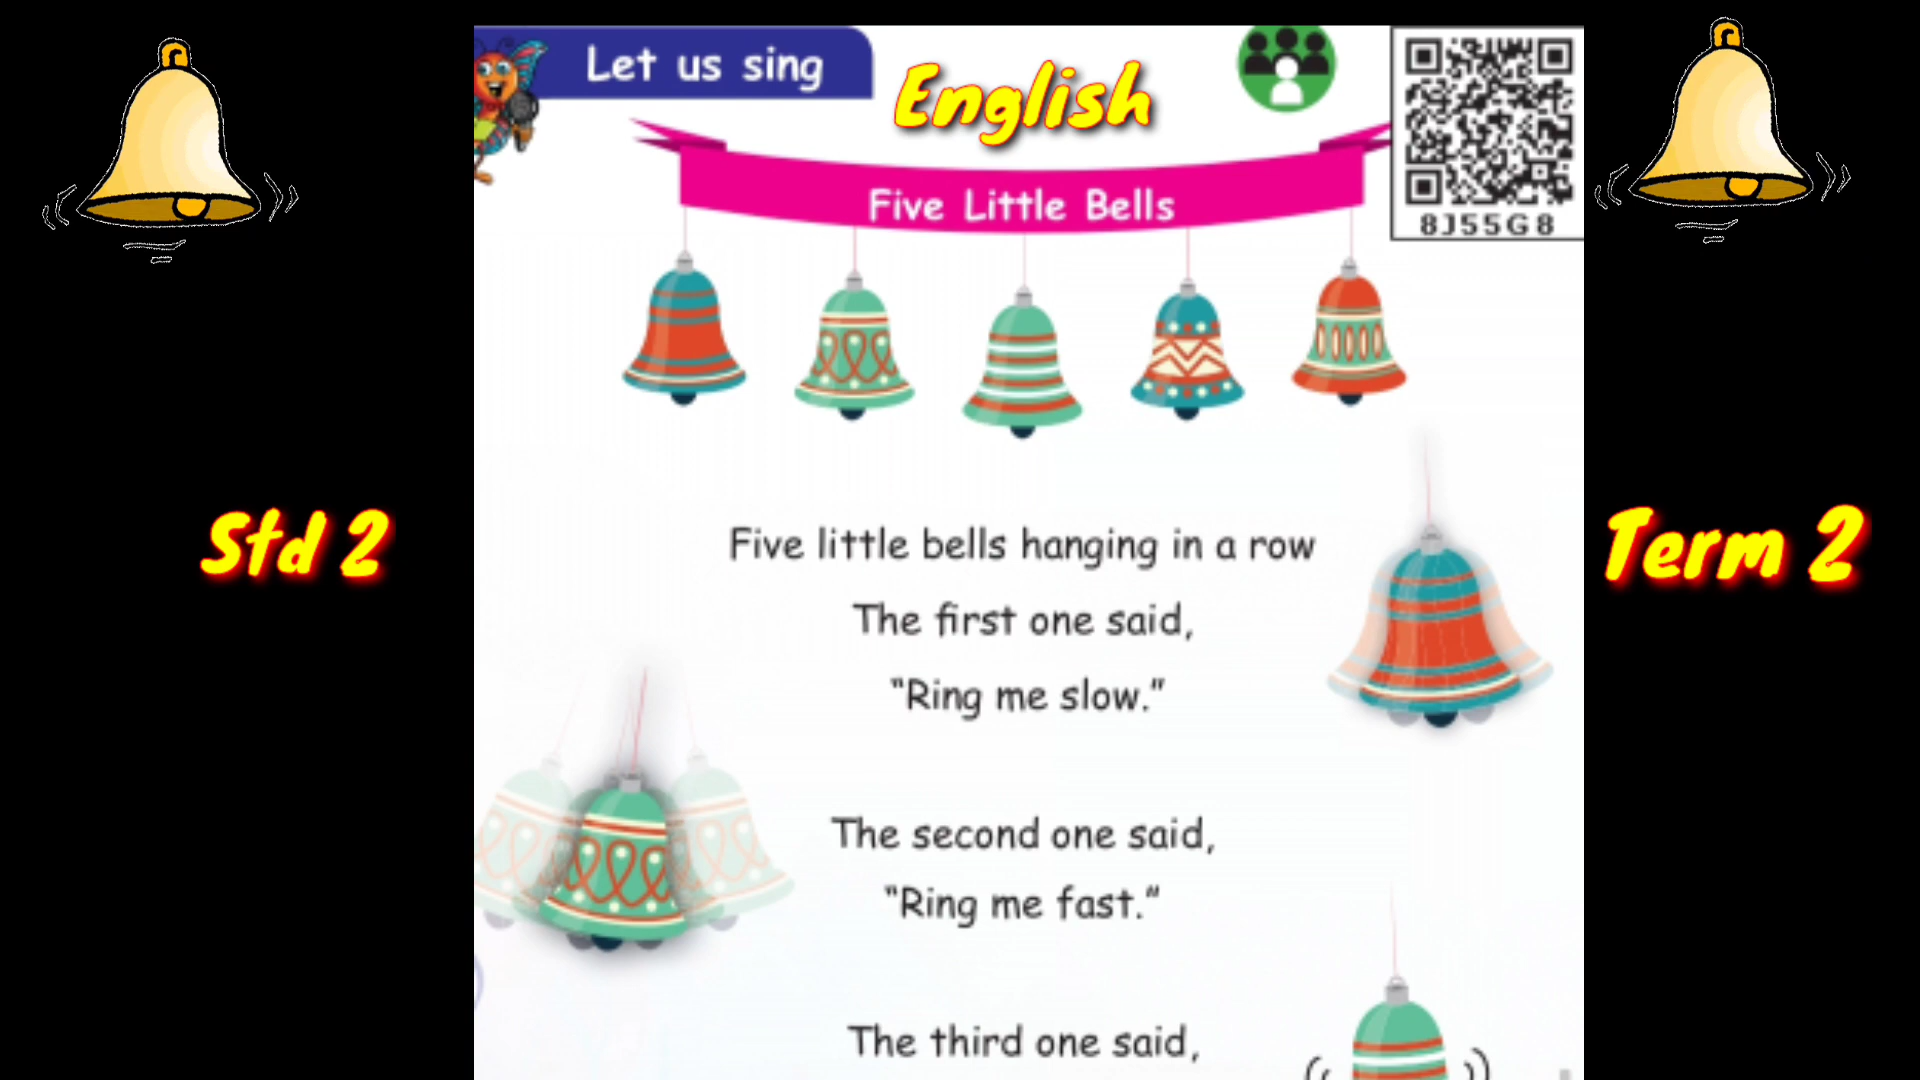 Let us sing
English
8J55G8
Five Little Bells
Std 2
Term 2
Five little bells hanging in a row
The first one said,
“Ring me slow.”
The second one said,
“Ring me fast.”
The third one said,